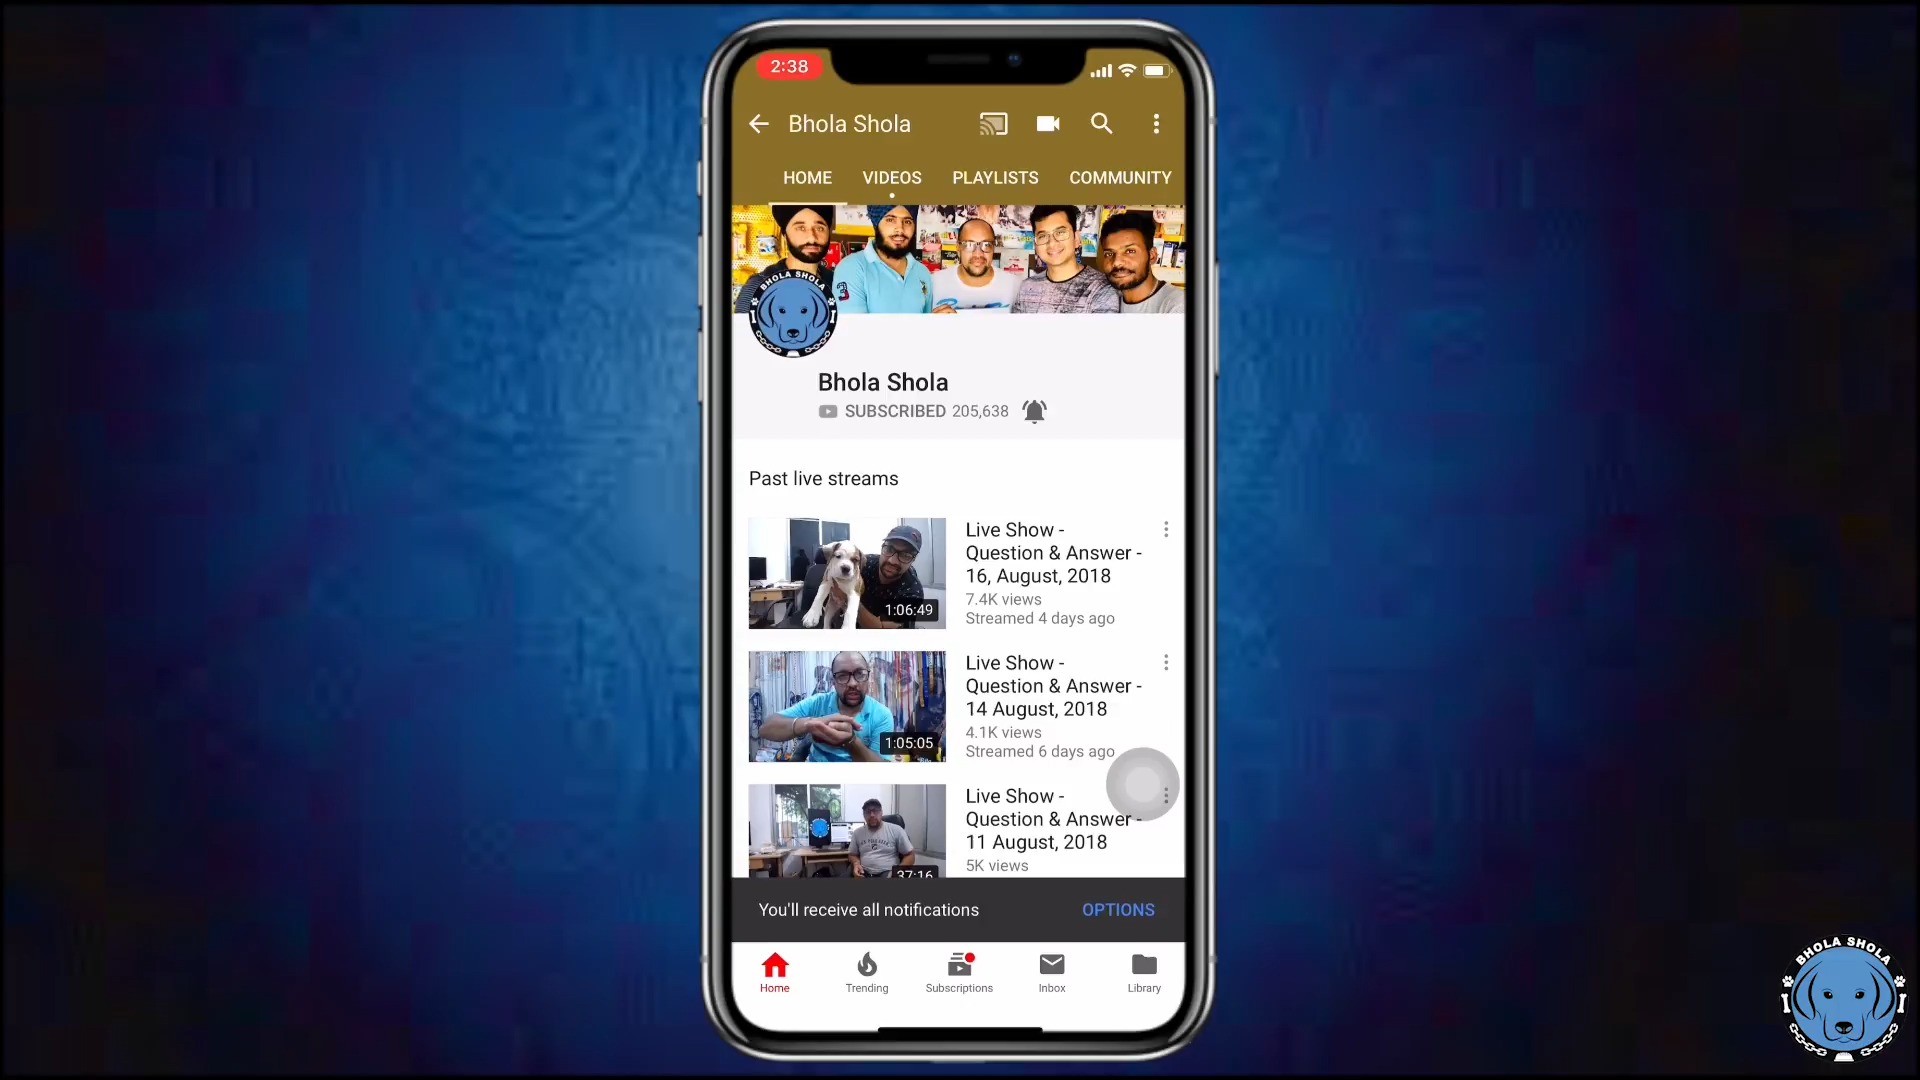 2:38
Bhola Shola
HOME VIDEOS PLAYLISTS COMMUNITY
BHOLA SHOLA
Bhola Shola
SUBSCRIBED 205,638
Past live streams
Live Show -
Question & Answer -
16, August, 2018
7.4K views
Streamed 4 days ago
1:06:49
Live Show -
Question & Answer -
14 August, 2018
4.1K views
Streamed 6 days ago
1:05:05
Live Show -
Question & Answer -
11 August, 2018
5K views
37:16
You'll receive all notifications OPTIONS
Home Trending Subscriptions Inbox Library
BHOLA SHOLA